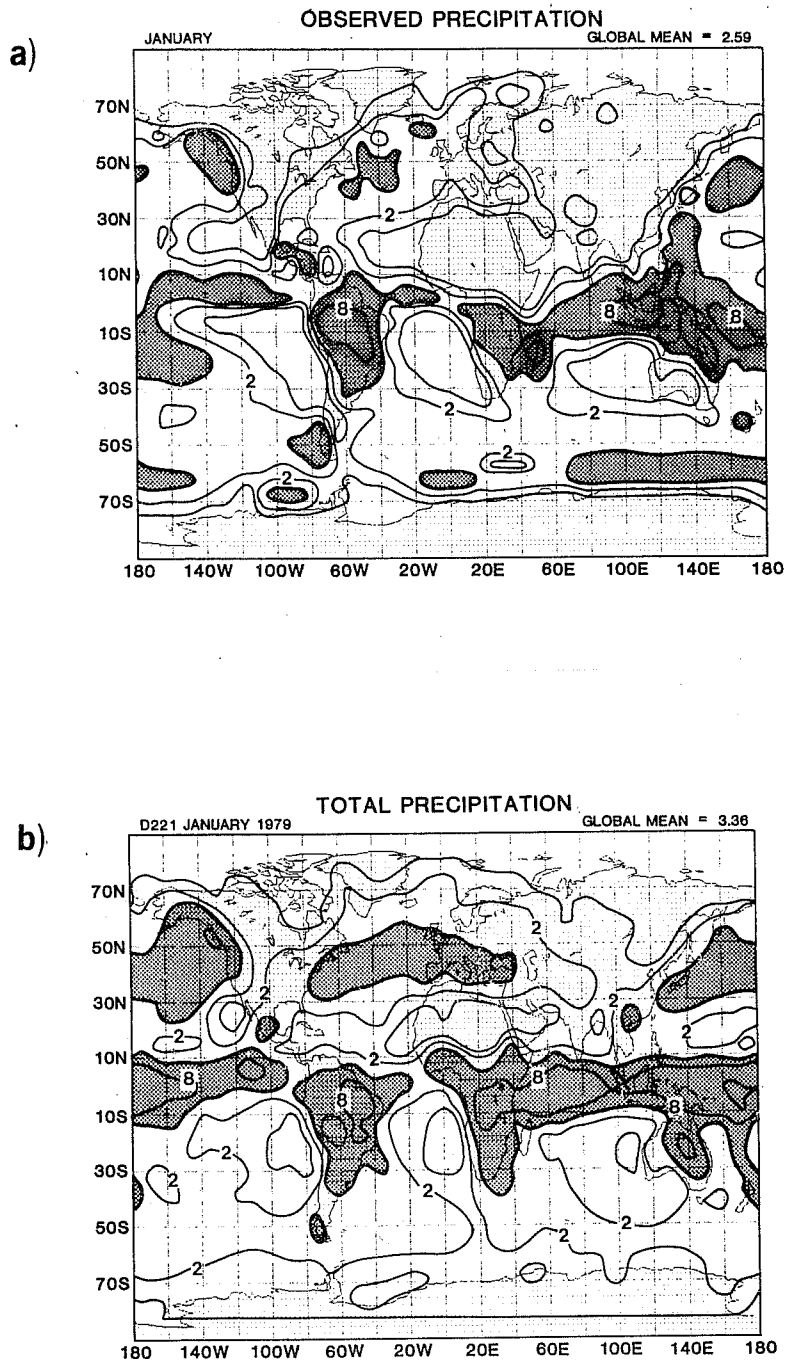 a)
OBSERVED PRECIPITATION
JANUARY GLOBAL MEAN = 2.59
70N
50N
30N
10N
10S
30S
50S
70S
2
8
8
8
2
2
2
2
2
180 140W 100W 60W 20W 20E 60E 100E 140E 180
b)
TOTAL PRECIPITATION
D221 JANUARY 1979 GLOBAL MEAN = 3.36
70N
50N
30N
10N
10S
30S
50S
70S
2
2
2
2
2
2
8
8
8
8
2
2
2
2
2
2
180 140W 100W 60W 20W 20E 60E 100E 140E 180